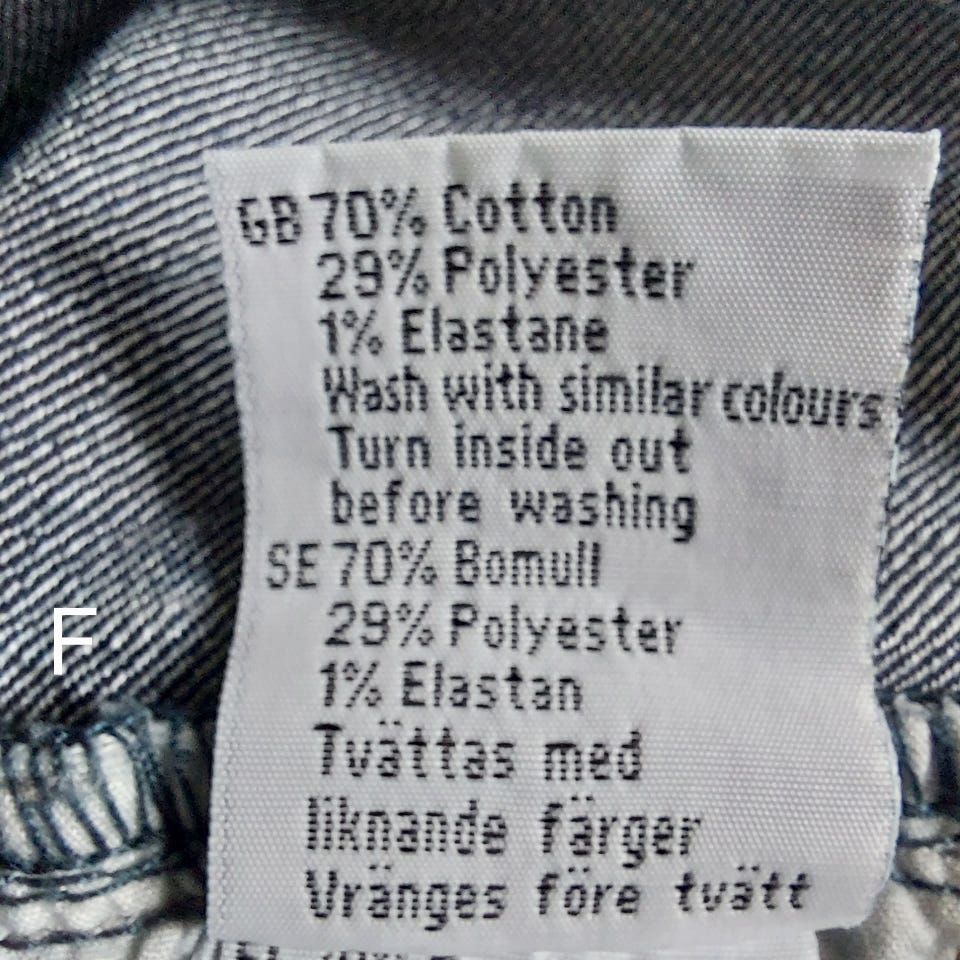 GB 70% Cotton
29% Polyester
1% Elastane
Wash with similar colours
Turn inside out
before washing
SE 70% Bomull
29% Polyester
1% Elastan
Tvättas med
liknande färger
Vränges före tvätt
F